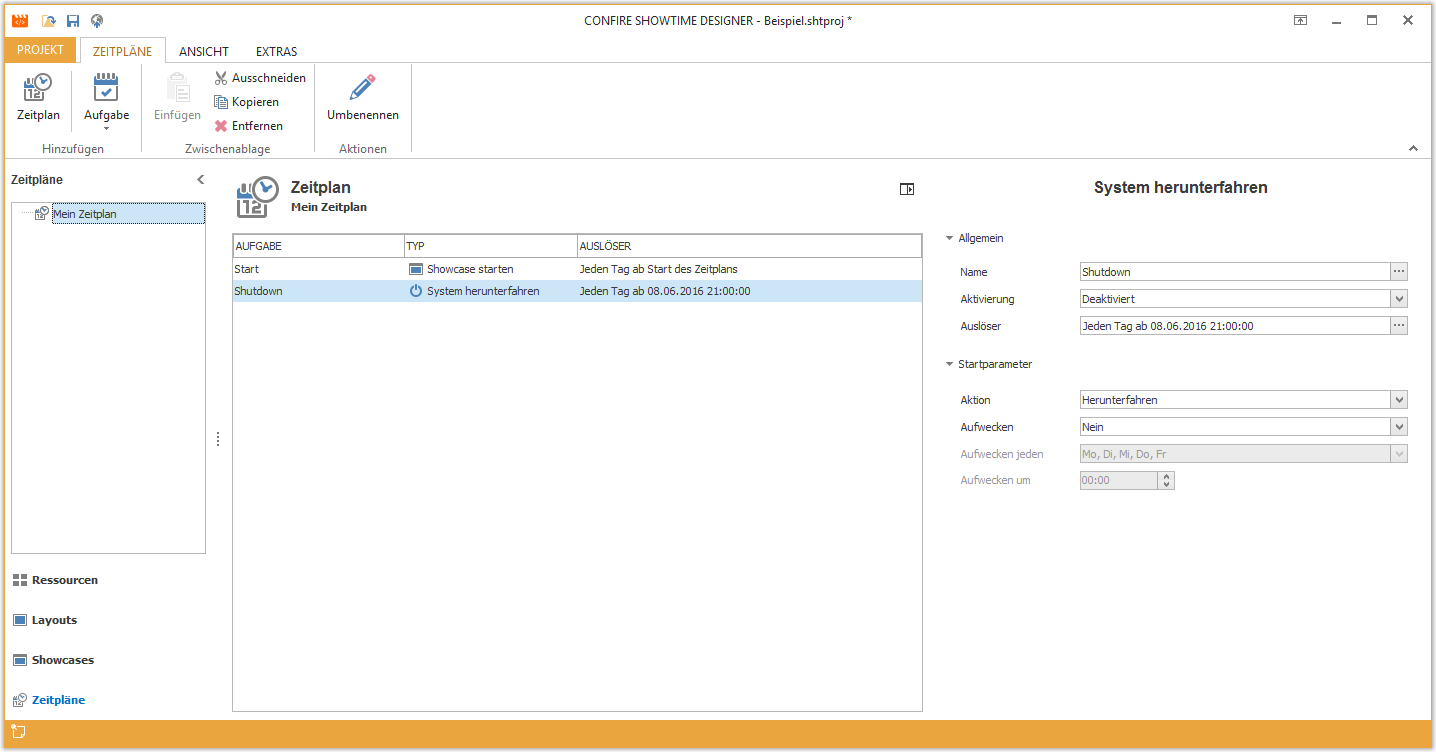 CONFIRE SHOWTIME DESIGNER - Beispiel.shtproj *
PROJEKT ZEITPLÄNE ANSICHT EXTRAS
Zeitplan
Aufgabe
Hinzufügen
Einfügen
Ausschneiden
Kopieren
Entfernen
Zwischenablage
Umbenennen
Aktionen
Zeitpläne
Mein Zeitplan
Ressourcen
Layouts
Showcases
Zeitpläne
Zeitplan
Mein Zeitplan
AUFGABE TYP AUSLÖSER
Start Showcase starten Jeden Tag ab Start des Zeitplans
Shutdown System herunterfahren Jeden Tag ab 08.06.2016 21:00:00
System herunterfahren
Allgemein
Name Shutdown
Aktivierung Deaktiviert
Auslöser Jeden Tag ab 08.06.2016 21:00:00
Startparameter
Aktion Herunterfahren
Aufwecken Nein
Aufwecken jeden Mo, Di, Mi, Do, Fr
Aufwecken um 00:00